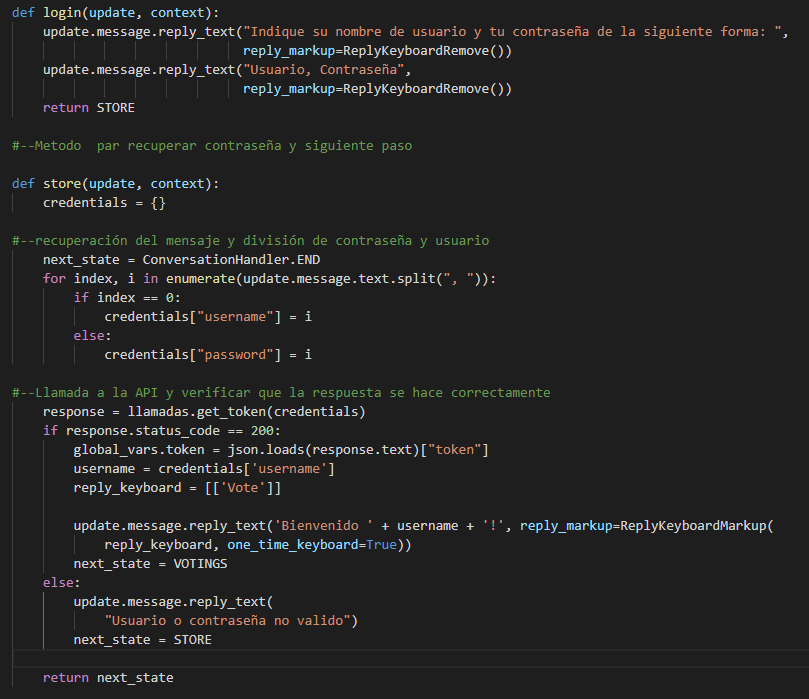 def login(update, context):
    update.message.reply_text("Indique su nombre de usuario y tu contraseña de la siguiente forma: ",
                              reply_markup=ReplyKeyboardRemove())
    update.message.reply_text("Usuario, Contraseña",
                              reply_markup=ReplyKeyboardRemove())
    return STORE
#--Metodo  par recuperar contraseña y siguiente paso
def store(update, context):
    credentials = {}
#--recuperación del mensaje y división de contraseña y usuario
    next_state = ConversationHandler.END
    for index, i in enumerate(update.message.text.split(", ")):
        if index == 0:
            credentials["username"] = i
        else:
            credentials["password"] = i
#--Llamada a la API y verificar que la respuesta se hace correctamente
    response = llamadas.get_token(credentials)
    if response.status_code == 200:
        global_vars.token = json.loads(response.text)["token"]
        username = credentials['username']
        reply_keyboard = [['Vote']]
        update.message.reply_text('Bienvenido ' + username + '!', reply_markup=ReplyKeyboardMarkup(
            reply_keyboard, one_time_keyboard=True))
        next_state = VOTINGS
    else:
        update.message.reply_text(
            "Usuario o contraseña no valido")
        next_state = STORE
    return next_state